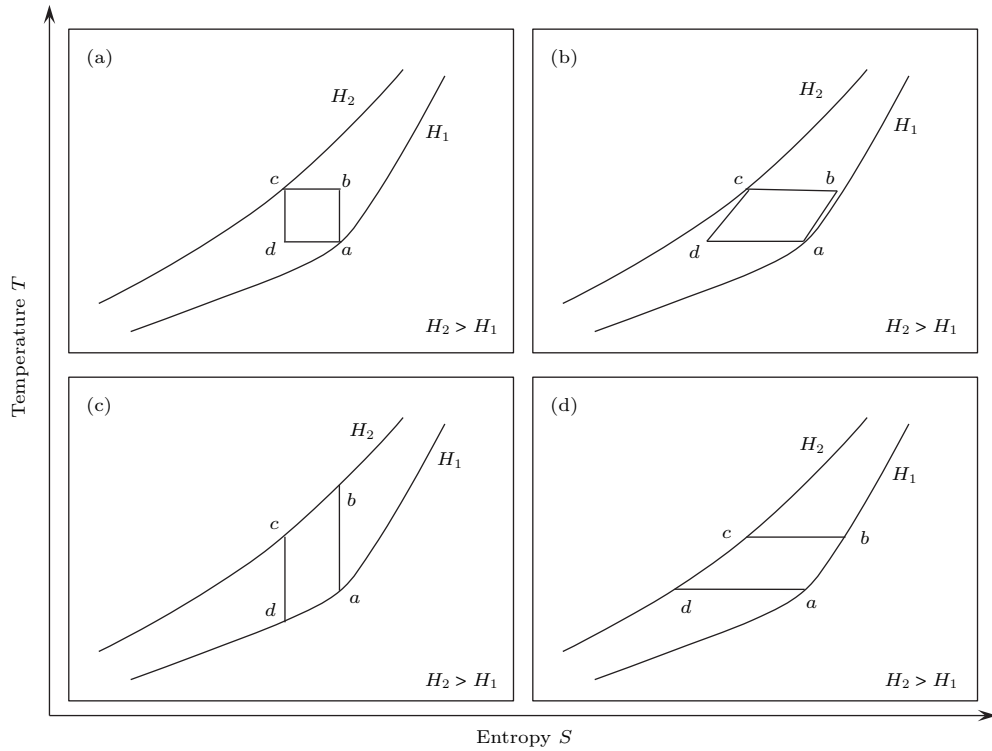 (a)
H₂
H₁
c
b
d
a
H₂ > H₁
(b)
H₂
H₁
c
b
d
a
H₂ > H₁
(c)
H₂
H₁
b
c
d
a
H₂ > H₁
(d)
H₂
H₁
c
b
d
a
H₂ > H₁
Temperature T
Entropy S